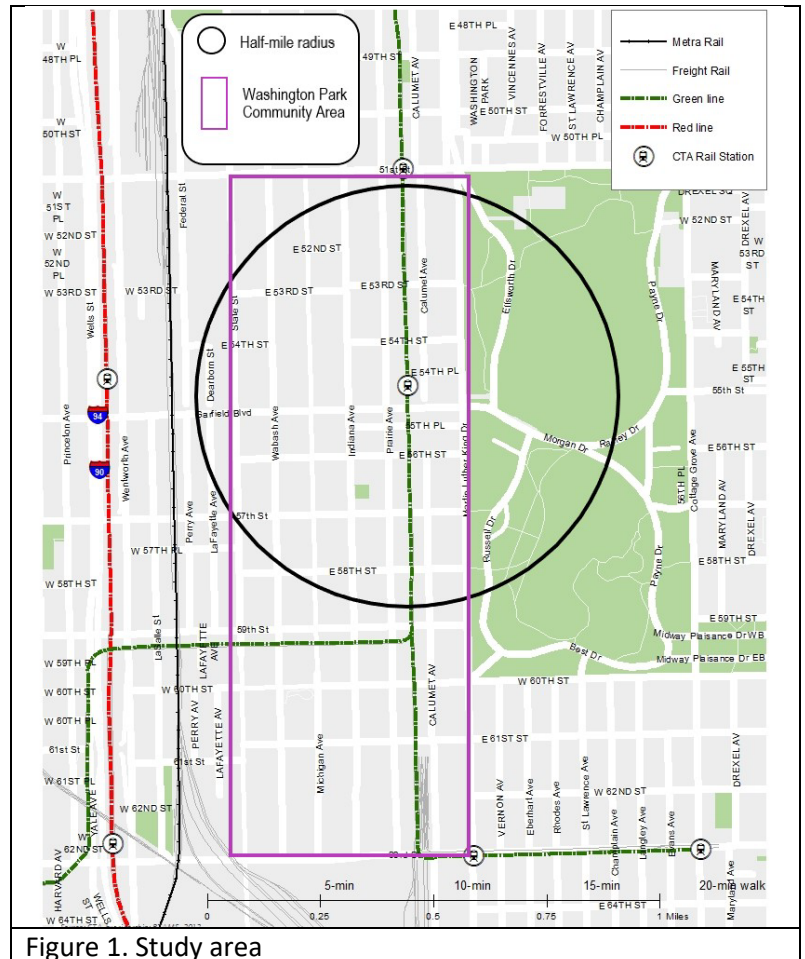 W
48TH PL
W
50TH ST
W
51ST
PL
W 52ND ST
W
52ND
PL
W 53RD ST
W 53RD ST
Wells St
94
90
Princeton Ave
Wentworth Ave
W 57TH PL
W 58TH ST
W 59TH PL
W 60TH ST
W 60TH ST
W 60TH PL
61st St
61st St
W 61ST PL
W 62ND ST
W
62ND ST
YALE AVE
HARVARD AV
WELLS
ST
W 64TH ST
Half-mile radius
Washington Park
Community Area
Federal St
State St
Dearborn St
Garfield Blvd
Perry Ave
LaFayette Ave
LaSalle St
LAFAYETTE
AVE
PERRY AV
LAFAYETTE AV
49TH ST
CALUMET AV
51st St
E 52ND ST
E 53RD ST
Calumet Ave
E 54TH ST
E 54TH ST
E 54TH PL
55TH PL
E 56TH ST
Wabash Ave
Indiana Ave
Prairie Ave
Martin Luther King Dr
57th St
E 58TH ST
59th St
CALUMET AV
Michigan Ave
E 48TH PL
WASHINGTON
PARK
VINCENNES AV
FORRESTVILLE AV
ST LAWRENCE AV
CHAMPLAIN AV
E 50TH ST
W 50TH PL
Metra Rail
Freight Rail
Green line
Red line
CTA Rail Station
DREXEL SQ
W 52ND ST
DREXEL AV
W
53RD
ST
MARYLAND AV
E 54TH
ST
E 55TH
ST
55th St
Ellsworth Dr
Payne Dr
Morgan Dr
Rainey Dr
E 56TH ST
56TH PL
Cottage Grove Ave
MARYLAND AV
DREXEL AV
Russell Dr
Payne Dr
E 58TH ST
E 59TH ST
Midway Plaisance Dr WB
Midway Plaisance Dr EB
Best Dr
W 60TH ST
E 61ST ST
DREXEL AV
W 62ND ST
VERNON AV
Eberhart Ave
Rhodes Ave
St Lawrence Ave
Champlain Ave
Langley Ave
Evans Ave
Maryland Ave
E 64TH ST
5-min
10-min
15-min
20-min walk
0
0.25
0.5
0.75
1 Miles
Figure 1. Study area